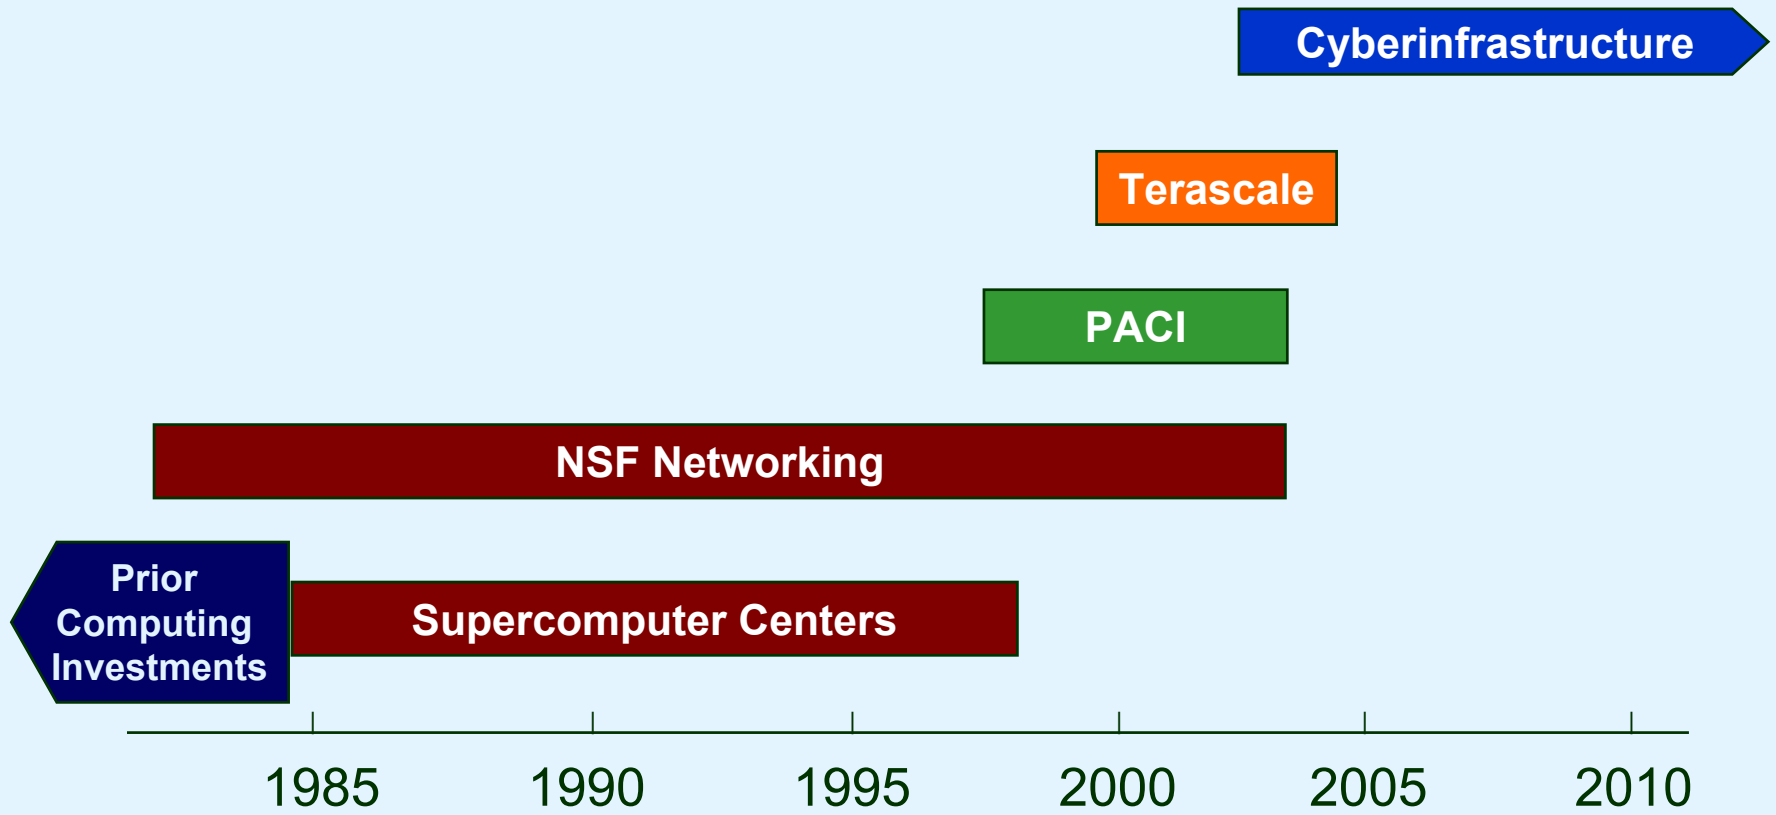 Cyberinfrastructure
Terascale
PACI
NSF Networking
Prior
Computing
Investments
Supercomputer Centers
1985 1990 1995 2000 2005 2010